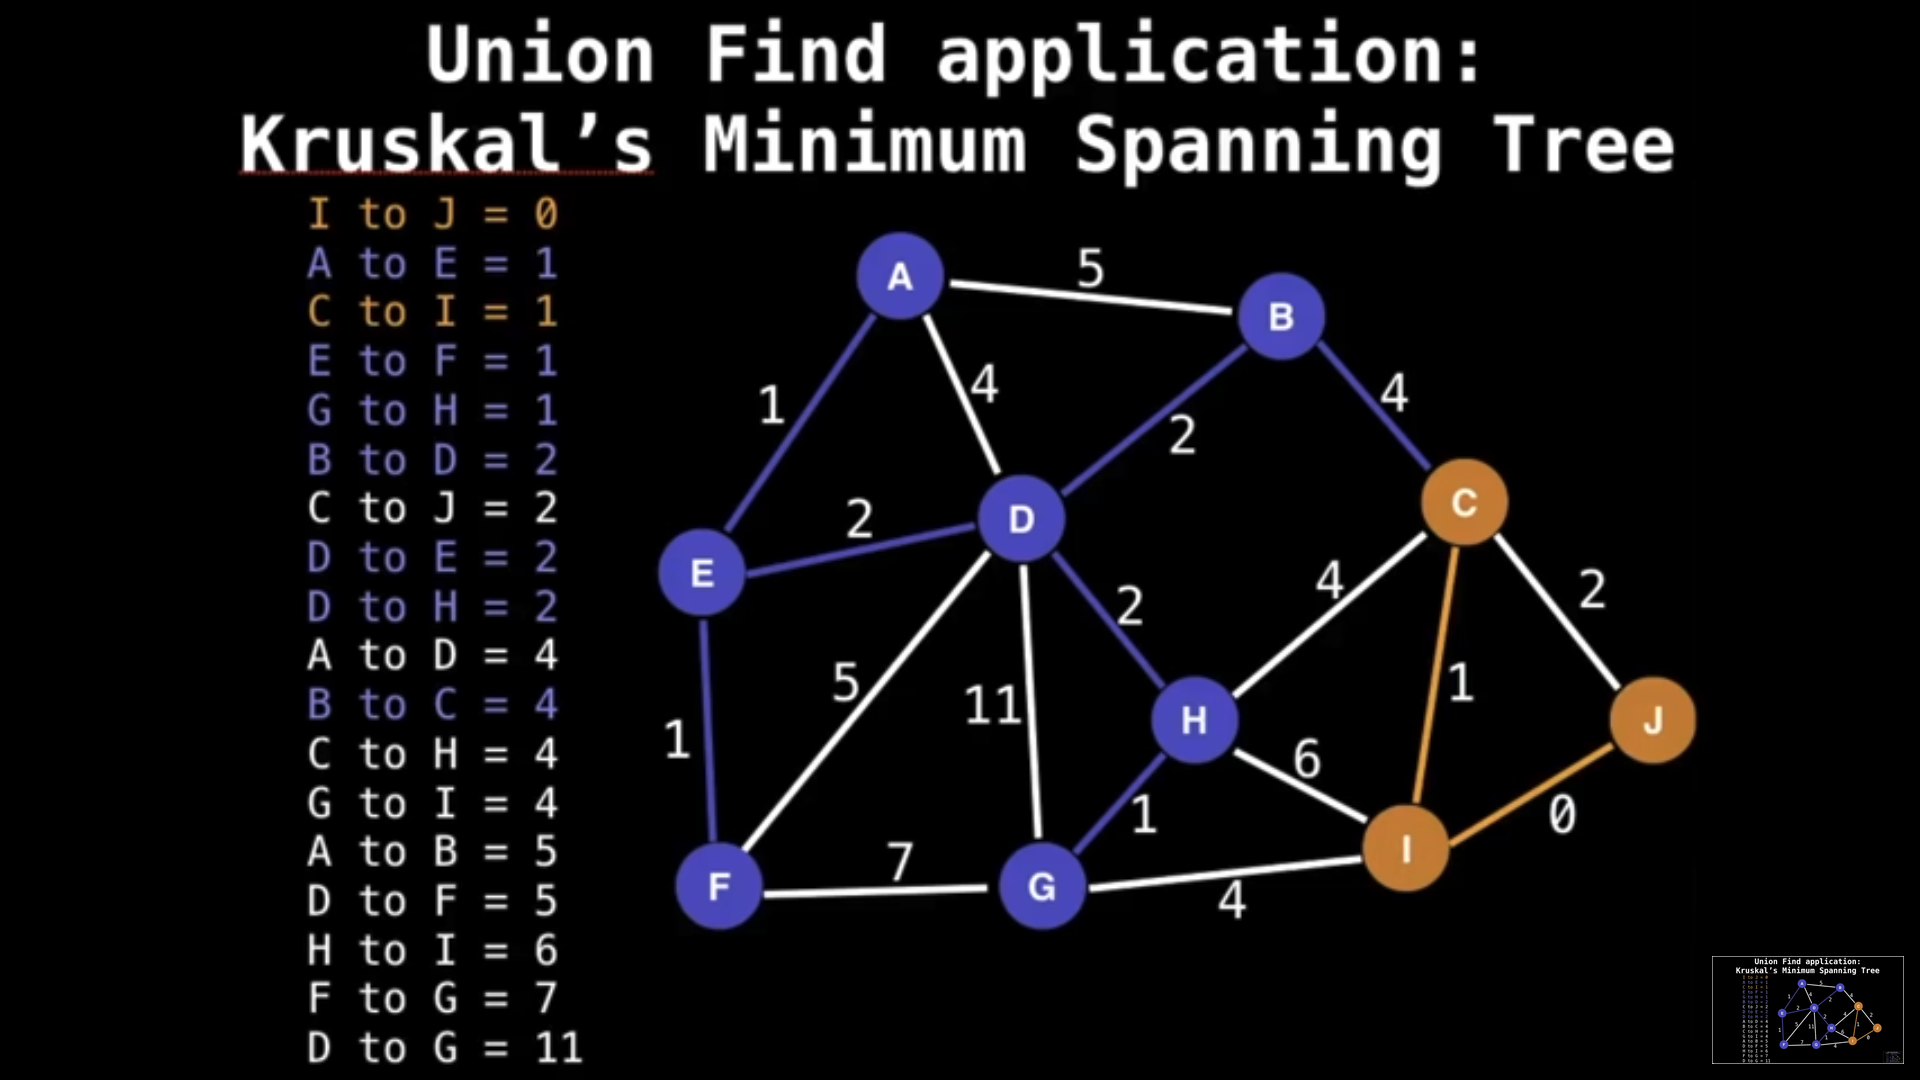 Union Find application:
Kruskal’s Minimum Spanning Tree
I to J = 0
A to E = 1
C to I = 1
E to F = 1
G to H = 1
B to D = 2
C to J = 2
D to E = 2
D to H = 2
A to D = 4
B to C = 4
C to H = 4
G to I = 4
A to B = 5
D to F = 5
H to I = 6
F to G = 7
D to G = 11
A
5
B
1
4
2
4
C
2
D
E
2
4
2
5
11
1
1
H
J
6
1
0
7
I
F
G
4
Union Find application:
Kruskal’s Minimum Spanning Tree